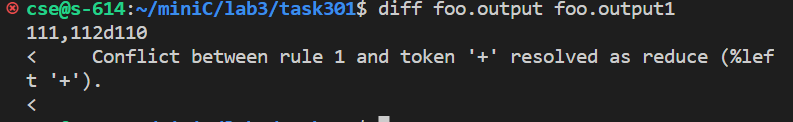 cse@s-614:~/miniC/lab3/task301$ diff foo.output foo.output1
111,112d110
<     Conflict between rule 1 and token '+' resolved as reduce (%lef
t '+').
<